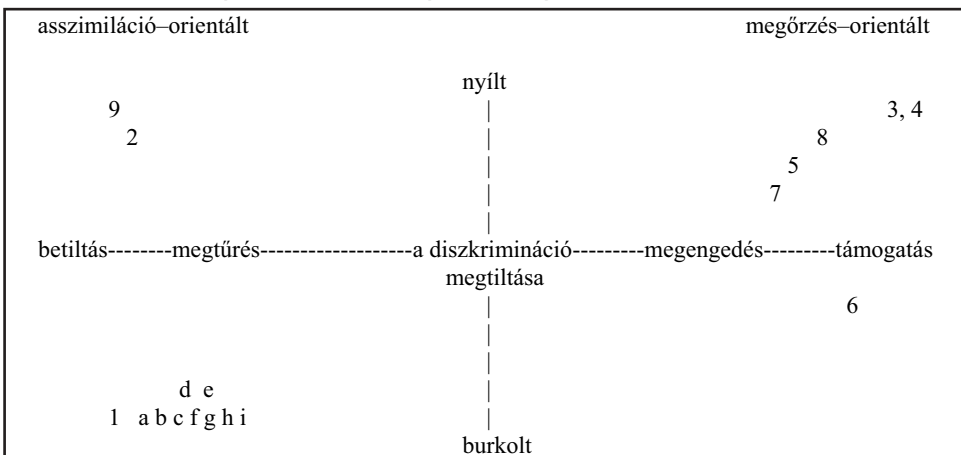 asszimiláció–orientált megőrzés–orientált
nyílt
9 3, 4
2 8
5
7
betiltás--------megtűrés-----------------a diszkrimináció--------megengedés--------támogatás
megtiltása
6
d e
1 a b c f g h i
burkolt